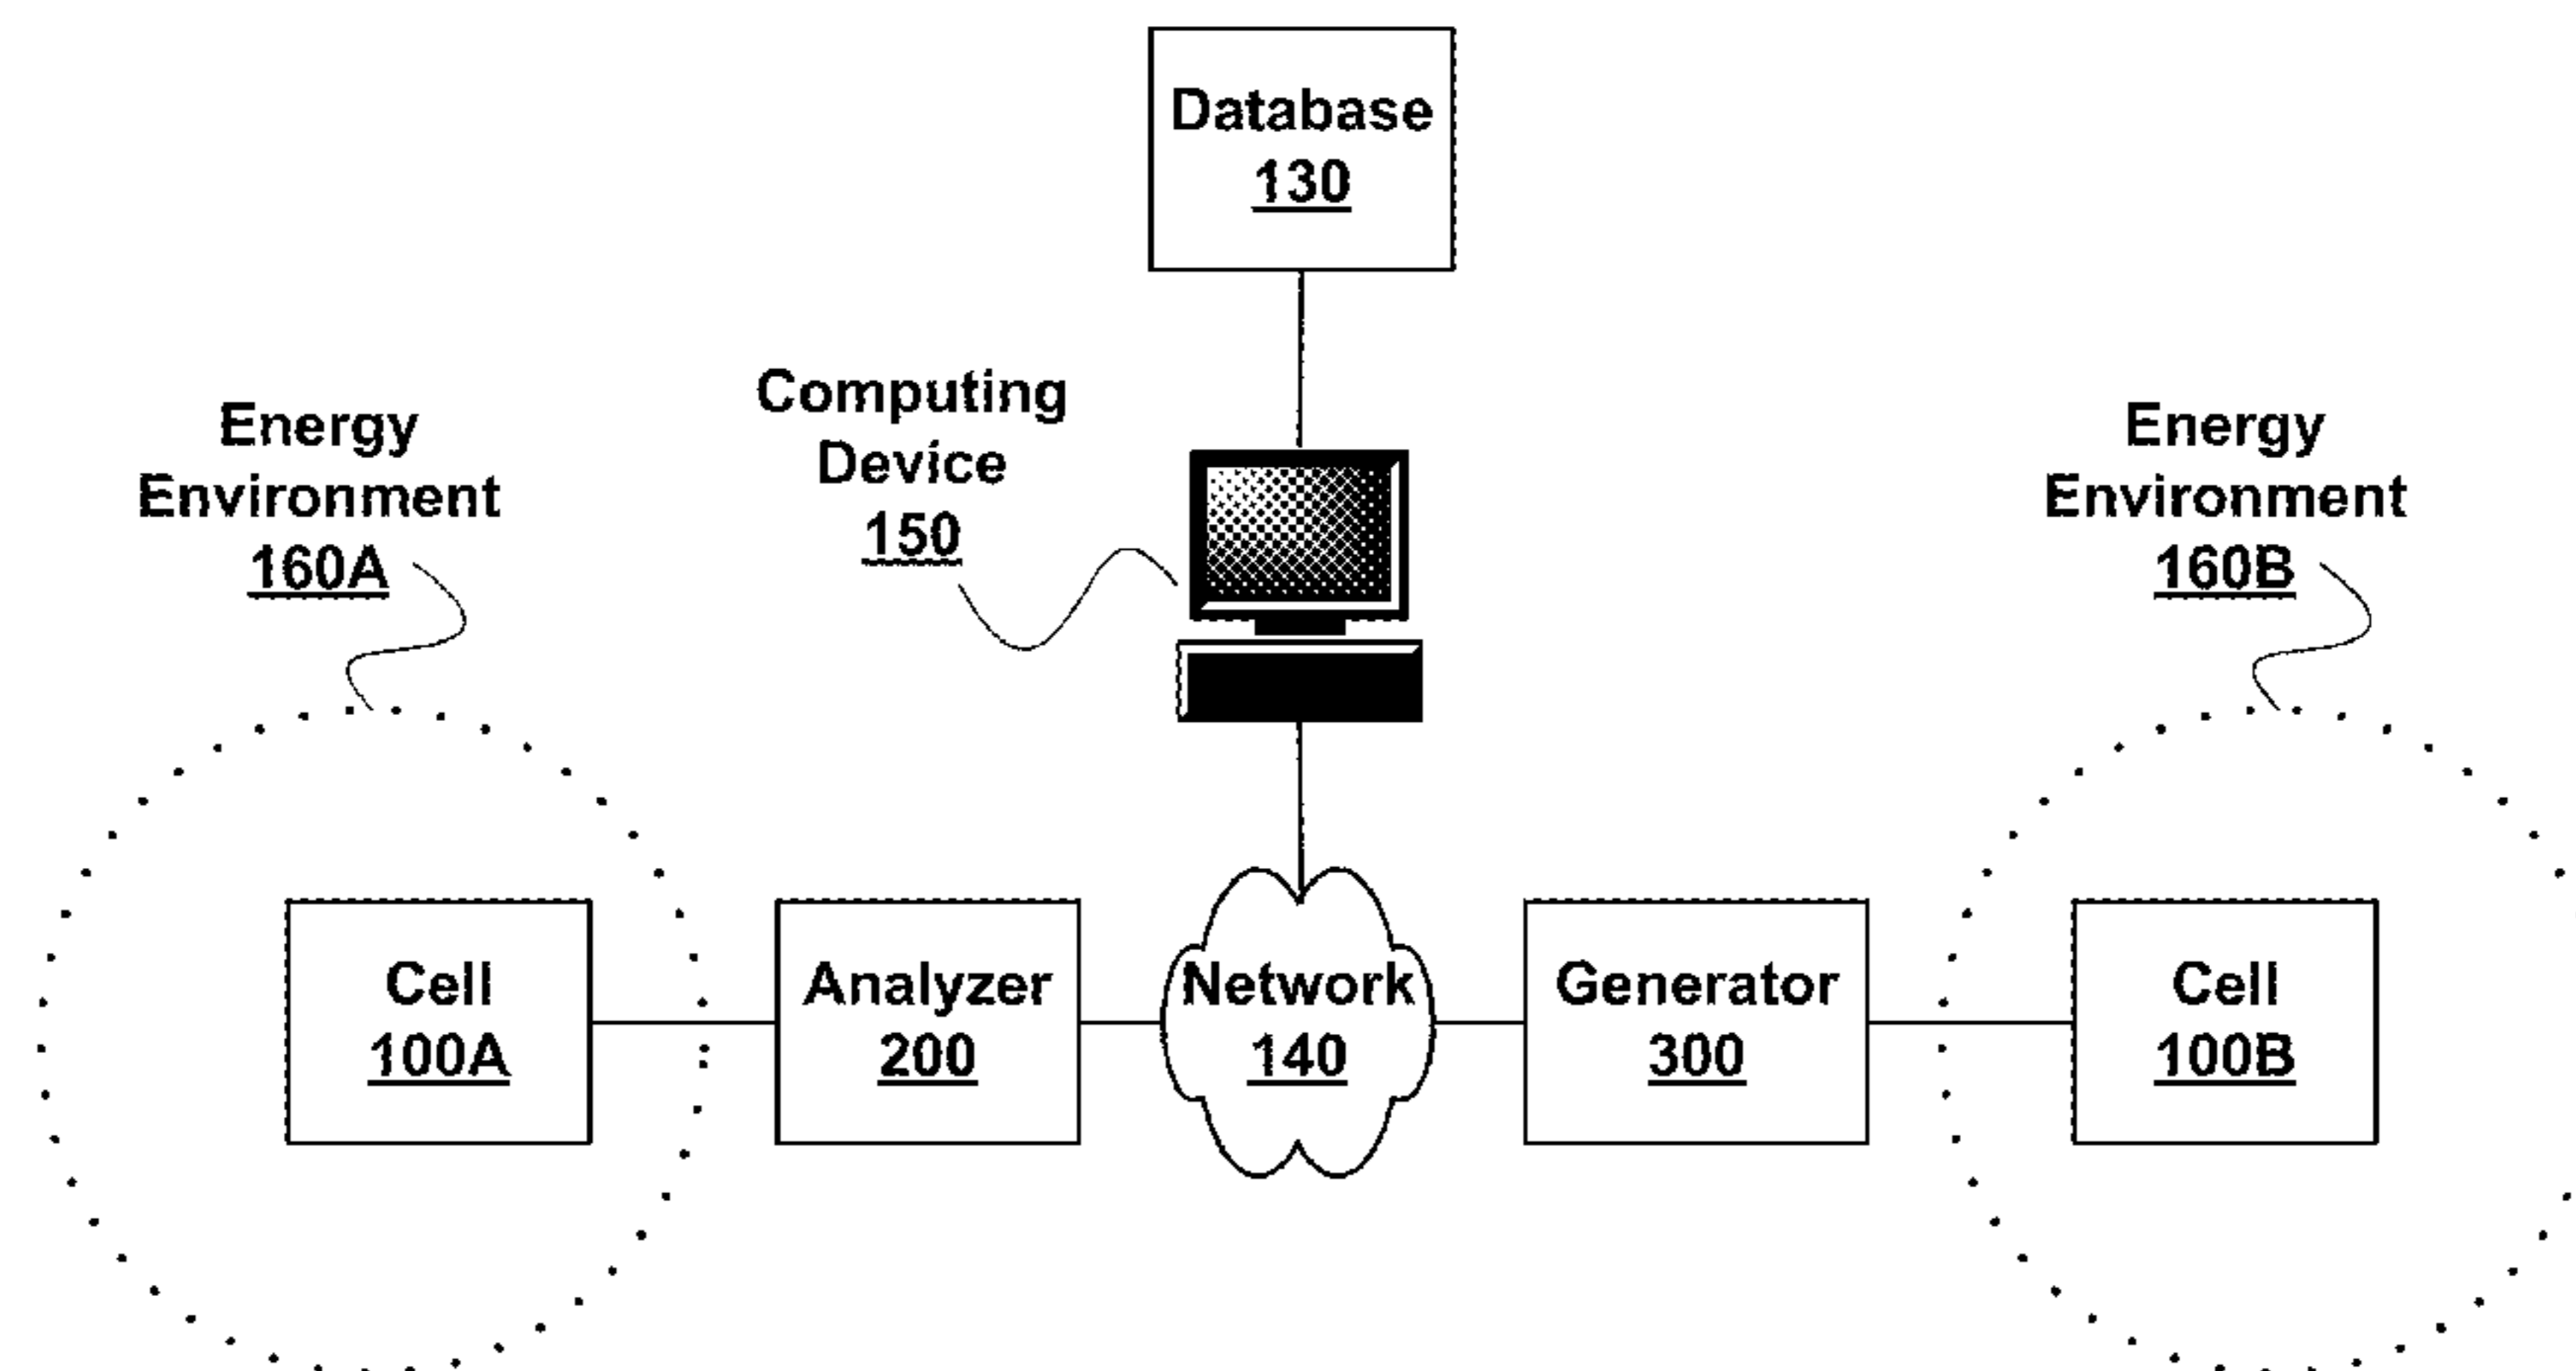 Database
130
Computing
Device
150
Energy
Environment
160A
Energy
Environment
160B
Cell
100A
Analyzer
200
Network
140
Generator
300
Cell
100B